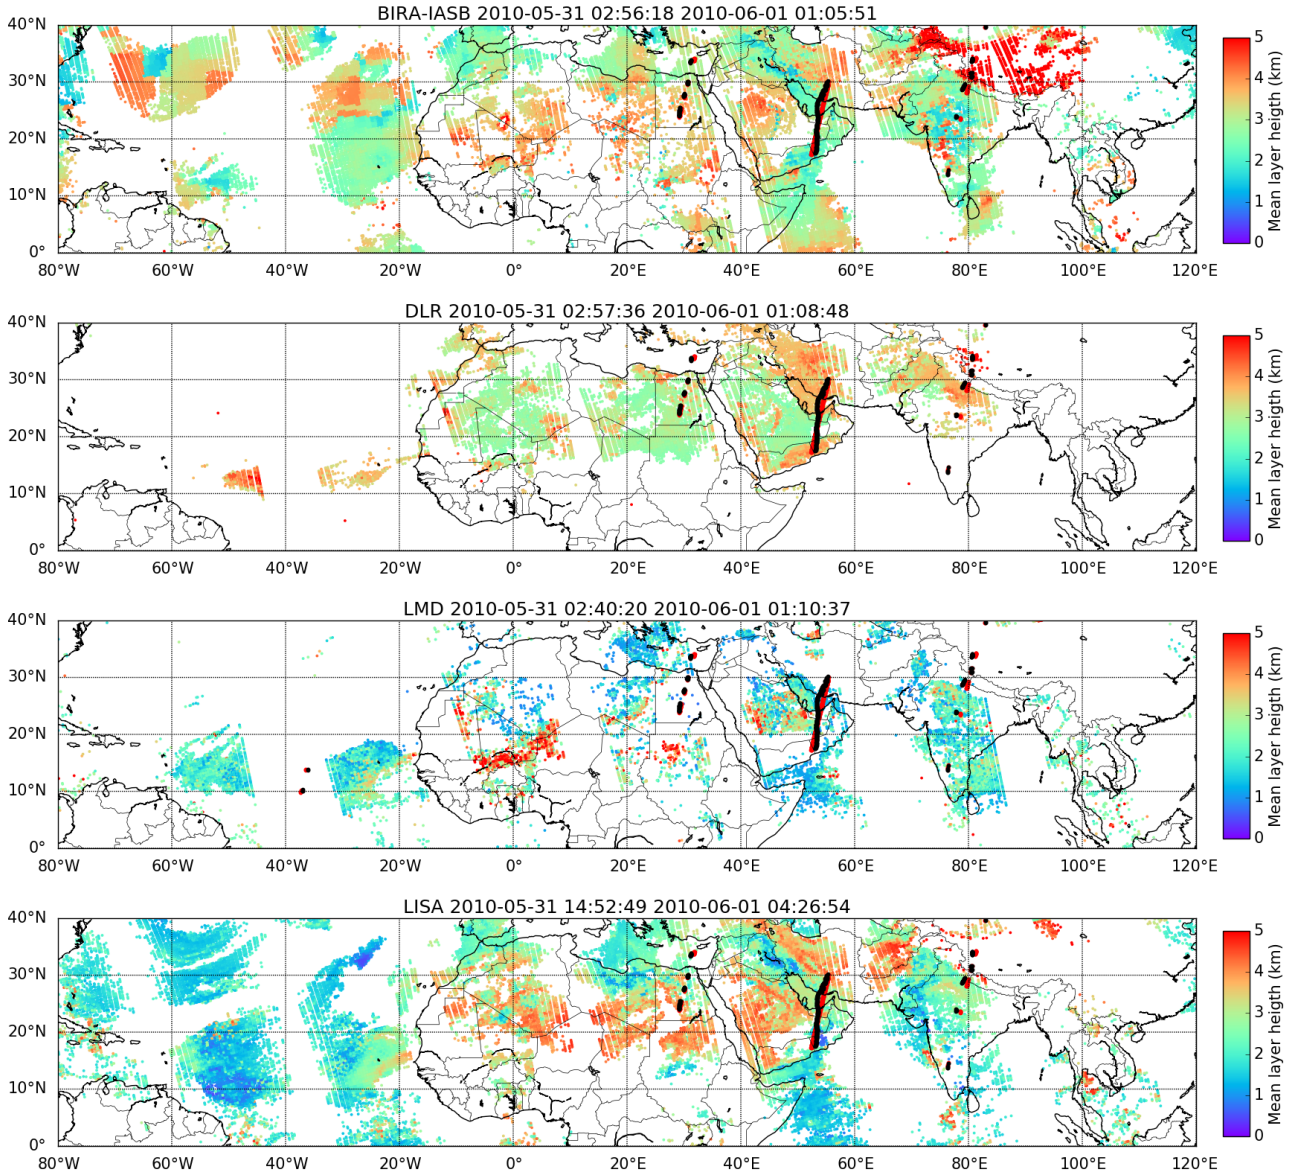 BIRA-IASB 2010-05-31 02:56:18 2010-06-01 01:05:51
40°N
30°N
20°N
10°N
0°
80°W 60°W 40°W 20°W 0° 20°E 40°E 60°E 80°E 100°E 120°E
5
4
3
2
1
0
Mean layer heigth (km)
DLR 2010-05-31 02:57:36 2010-06-01 01:08:48
40°N
30°N
20°N
10°N
0°
80°W 60°W 40°W 20°W 0° 20°E 40°E 60°E 80°E 100°E 120°E
5
4
3
2
1
0
Mean layer heigth (km)
LMD 2010-05-31 02:40:20 2010-06-01 01:10:37
40°N
30°N
20°N
10°N
0°
80°W 60°W 40°W 20°W 0° 20°E 40°E 60°E 80°E 100°E 120°E
5
4
3
2
1
0
Mean layer heigth (km)
LISA 2010-05-31 14:52:49 2010-06-01 04:26:54
40°N
30°N
20°N
10°N
0°
80°W 60°W 40°W 20°W 0° 20°E 40°E 60°E 80°E 100°E 120°E
5
4
3
2
1
0
Mean layer heigth (km)